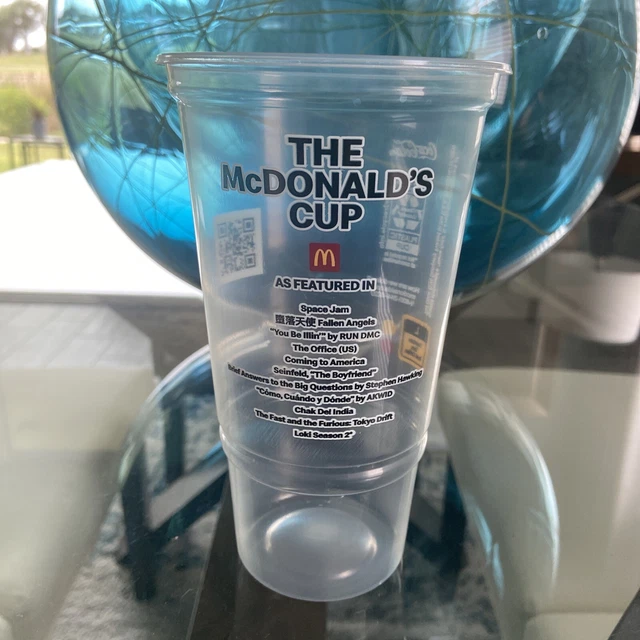 THE
McDONALD'S
CUP
AS FEATURED IN
Space Jam
墮落天使 Fallen Angels
"You Be Illin'" by RUN DMC
The Office (US)
Coming to America
Seinfeld, "The Boyfriend"
Brief Answers to the Big Questions by Stephen Hawking
"Cómo, Cuándo y Dónde" by AKWID
Chak De! India
The Fast and the Furious: Tokyo Drift
Loki Season 2*